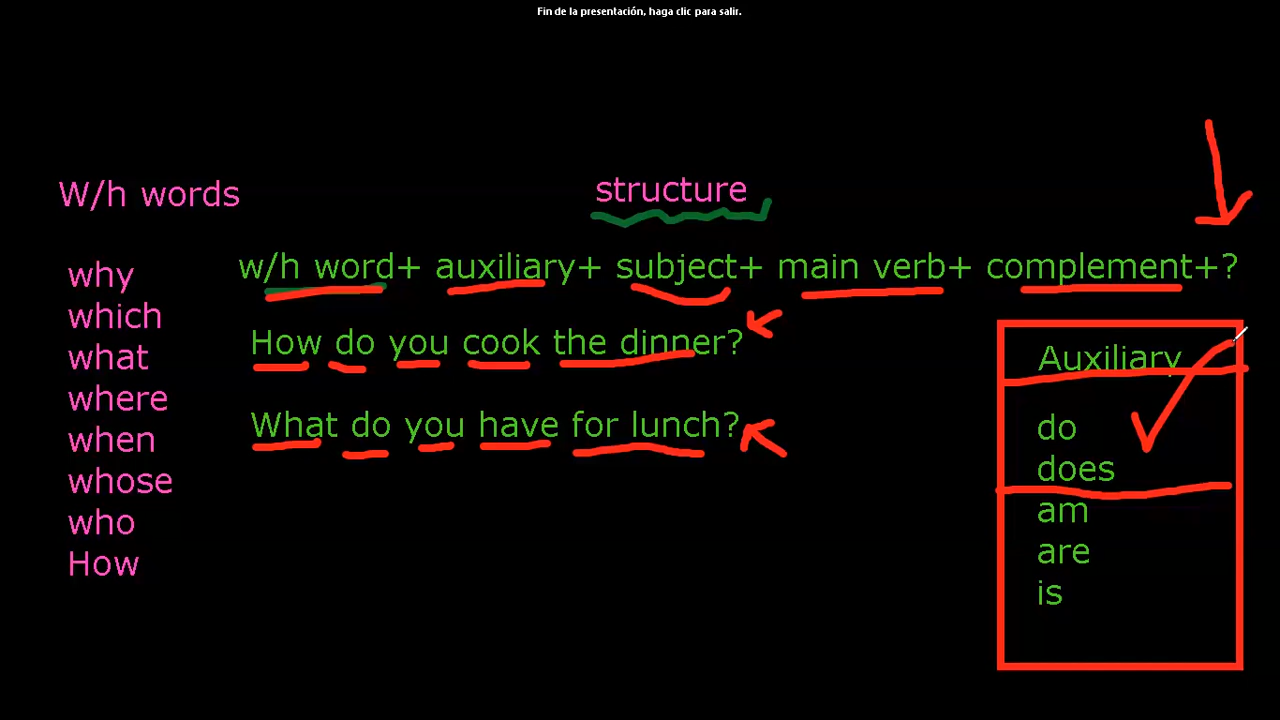 Fin de la presentación, haga clic para salir.
W/h words
structure
why
which
what
where
when
whose
who
How
w/h word+ auxiliary+ subject+ main verb+ complement+?
How do you cook the dinner?
What do you have for lunch?
Auxiliary
do
does
am
are
is